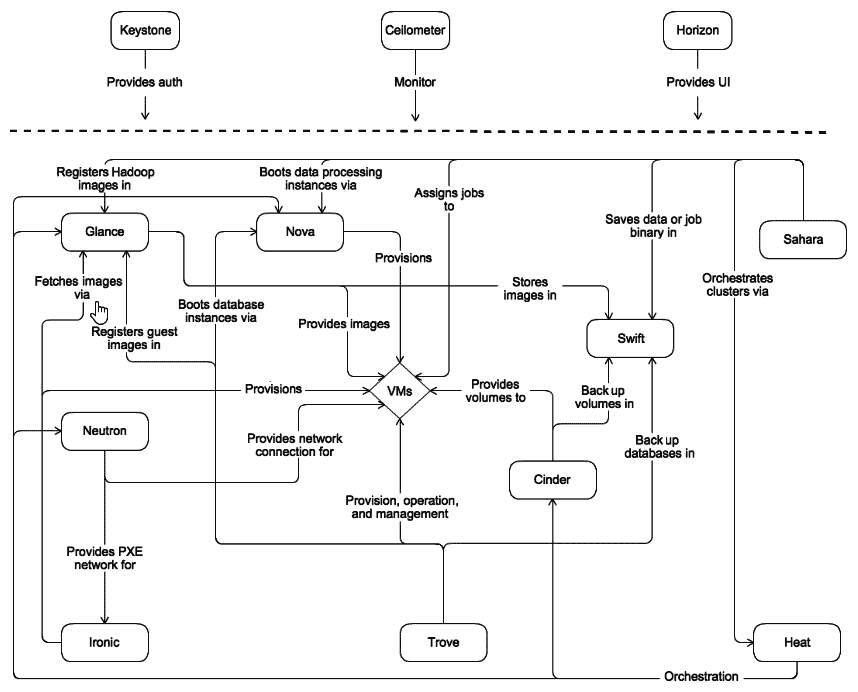 Keystone
Ceilometer
Horizon
Provides auth
Monitor
Provides UI
Registers Hadoop
images in
Boots data processing
instances via
Assigns jobs
to
Saves data or job
binary in
Glance
Nova
Sahara
Provisions
Fetches images
via
Stores
images in
Orchestrates
clusters via
Boots database
instances via
Registers guest
images in
Provides images
Swift
Provisions
VMs
Provides
volumes to
Back up
volumes in
Neutron
Provides network
connection for
Back up
databases in
Cinder
Provision, operation,
and management
Provides PXE
network for
Ironic
Trove
Heat
Orchestration